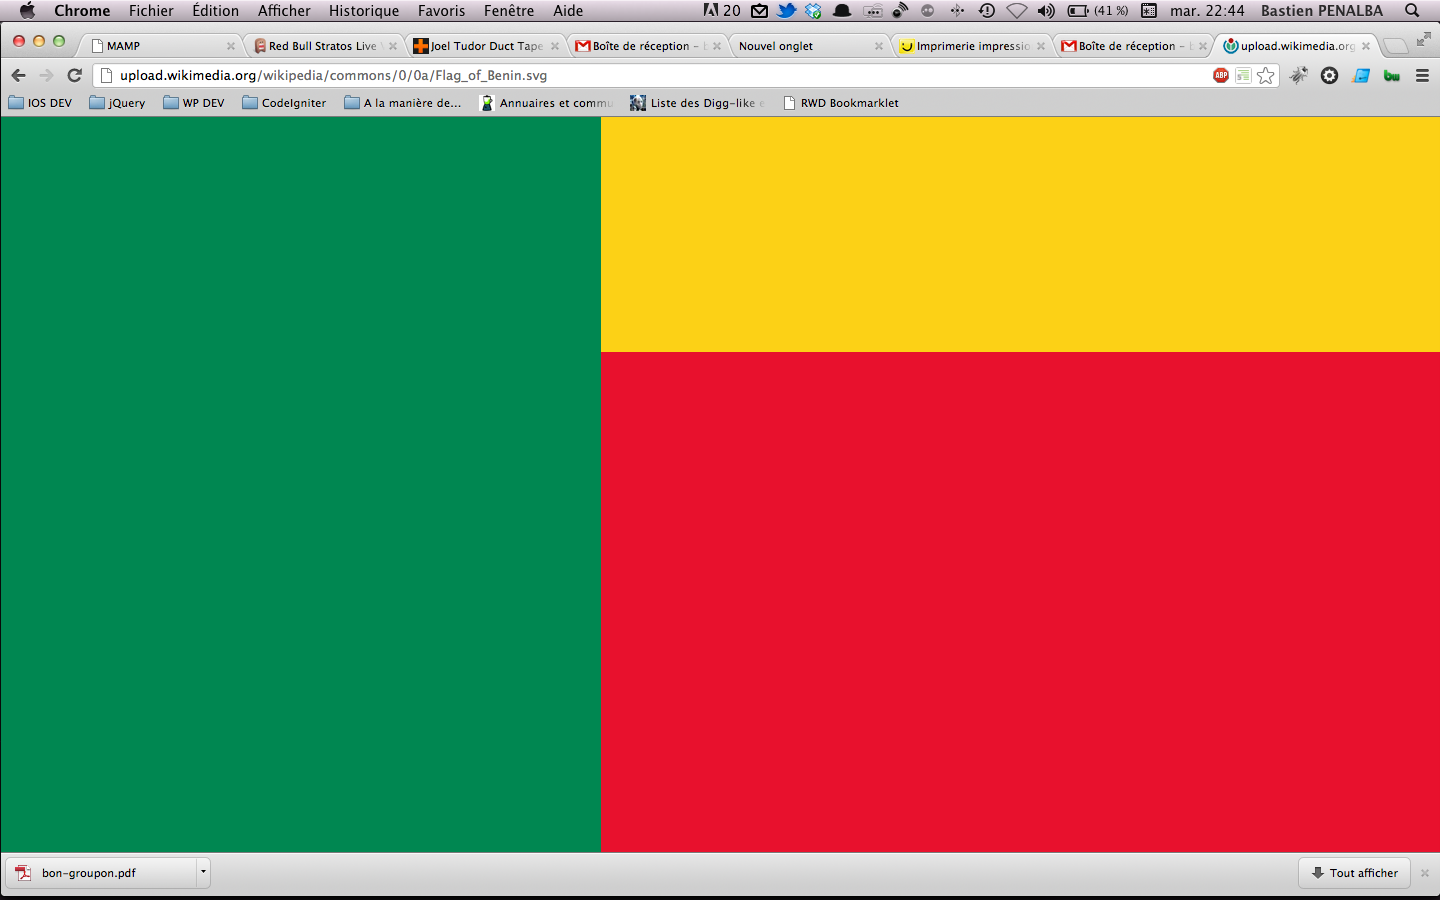 Chrome Fichier Édition Afficher Historique Favoris Fenêtre Aide 20 (41 %) mar. 22:44 Bastien PENALBA
MAMP Red Bull Stratos Live Joel Tudor Duct Tape Boîte de réception – Nouvel onglet Imprimerie impressio Boîte de réception – upload.wikimedia.org
upload.wikimedia.org/wikipedia/commons/0/0a/Flag_of_Benin.svg ABP
IOS DEV jQuery WP DEV CodeIgniter A la manière de... Annuaires et commu Liste des Digg-like e RWD Bookmarklet
bon-groupon.pdf Tout afficher